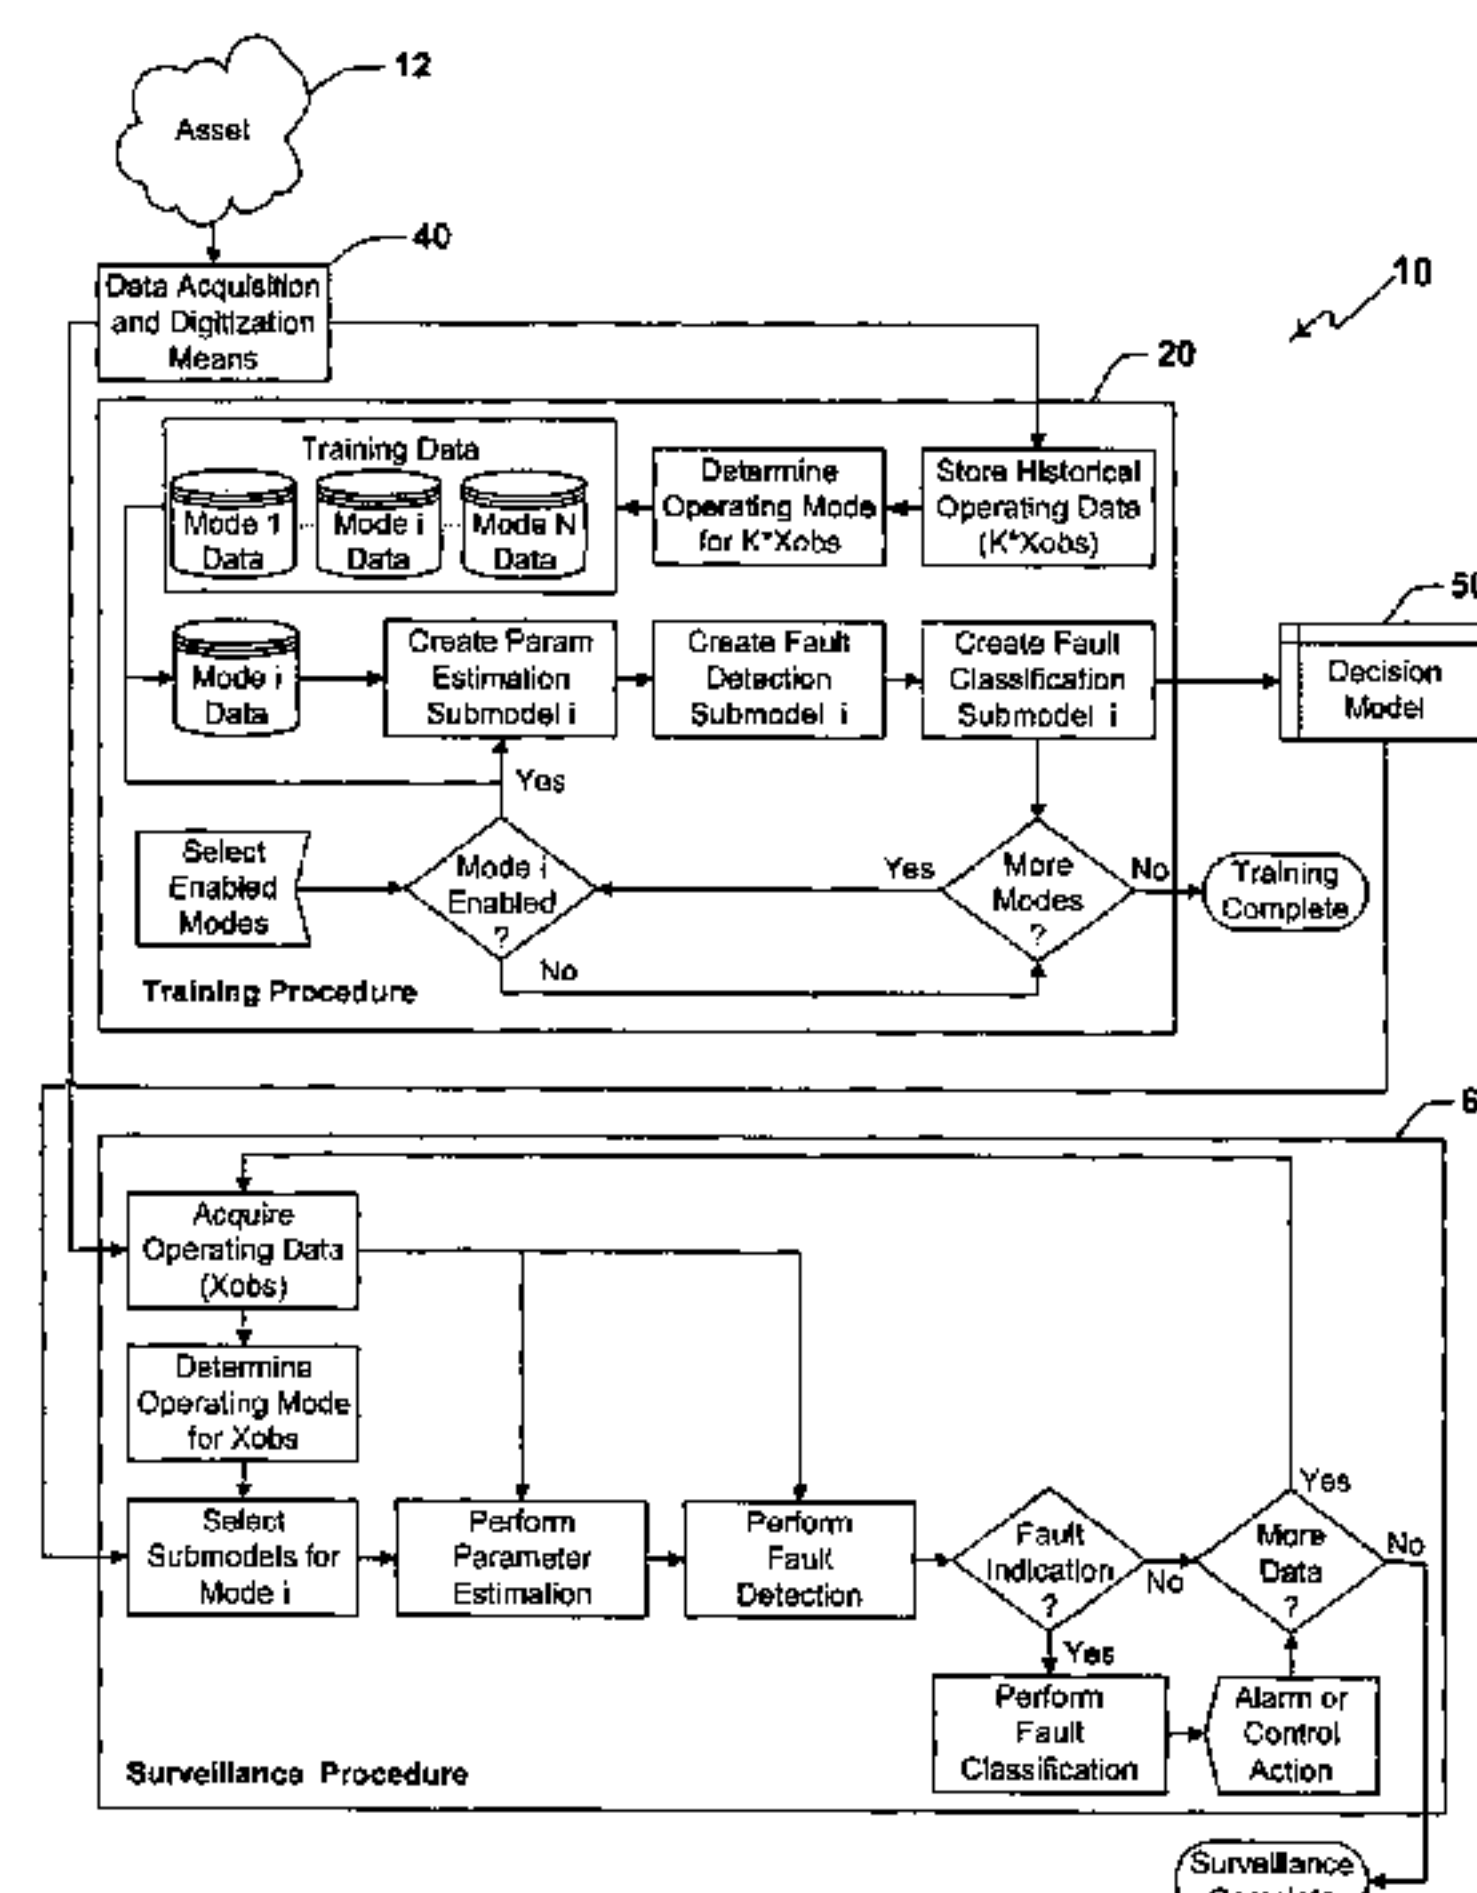 12
Asset
40
Data Acquisition
and Digitization
Means
10
20
Training Data
Mode 1
Data
Mode i
Data
Mode N
Data
Determine
Operating Mode
for K*Xobs
Store Historical
Operating Data
(K*Xobs)
50
Mode i
Data
Create Param
Estimation
Submodel i
Create Fault
Detection
Submodel i
Create Fault
Classification
Submodel i
Decision
Model
Yes
Select
Enabled
Modes
Mode i
Enabled
?
Yes
More
Modes
?
No
Training
Complete
No
Training Procedure
6
Acquire
Operating Data
(Xobs)
Determine
Operating Mode
for Xobs
Select
Submodels for
Mode i
Perform
Parameter
Estimation
Perform
Fault
Detection
Fault
Indication
?
No
Yes
More
Data
?
Yes
No
Perform
Fault
Classification
Alarm or
Control
Action
Surveillance Procedure
Surveillance